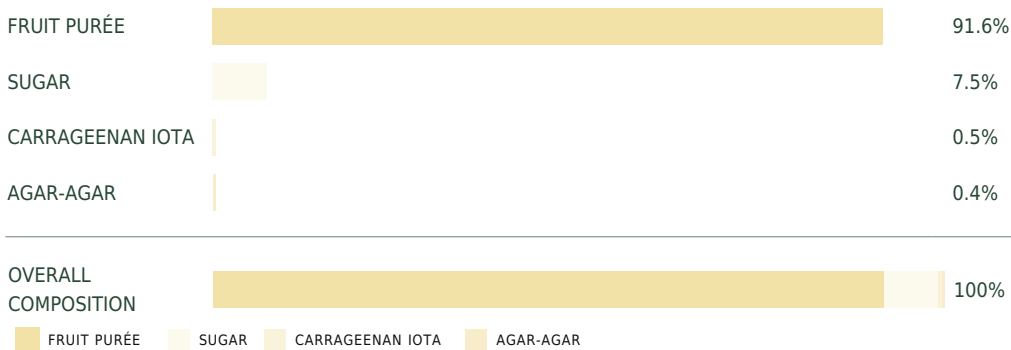 FRUIT PURÉE 91.6%
SUGAR 7.5%
CARRAGEENAN IOTA 0.5%
AGAR-AGAR 0.4%
OVERALL
COMPOSITION 100%
FRUIT PURÉE SUGAR CARRAGEENAN IOTA AGAR-AGAR